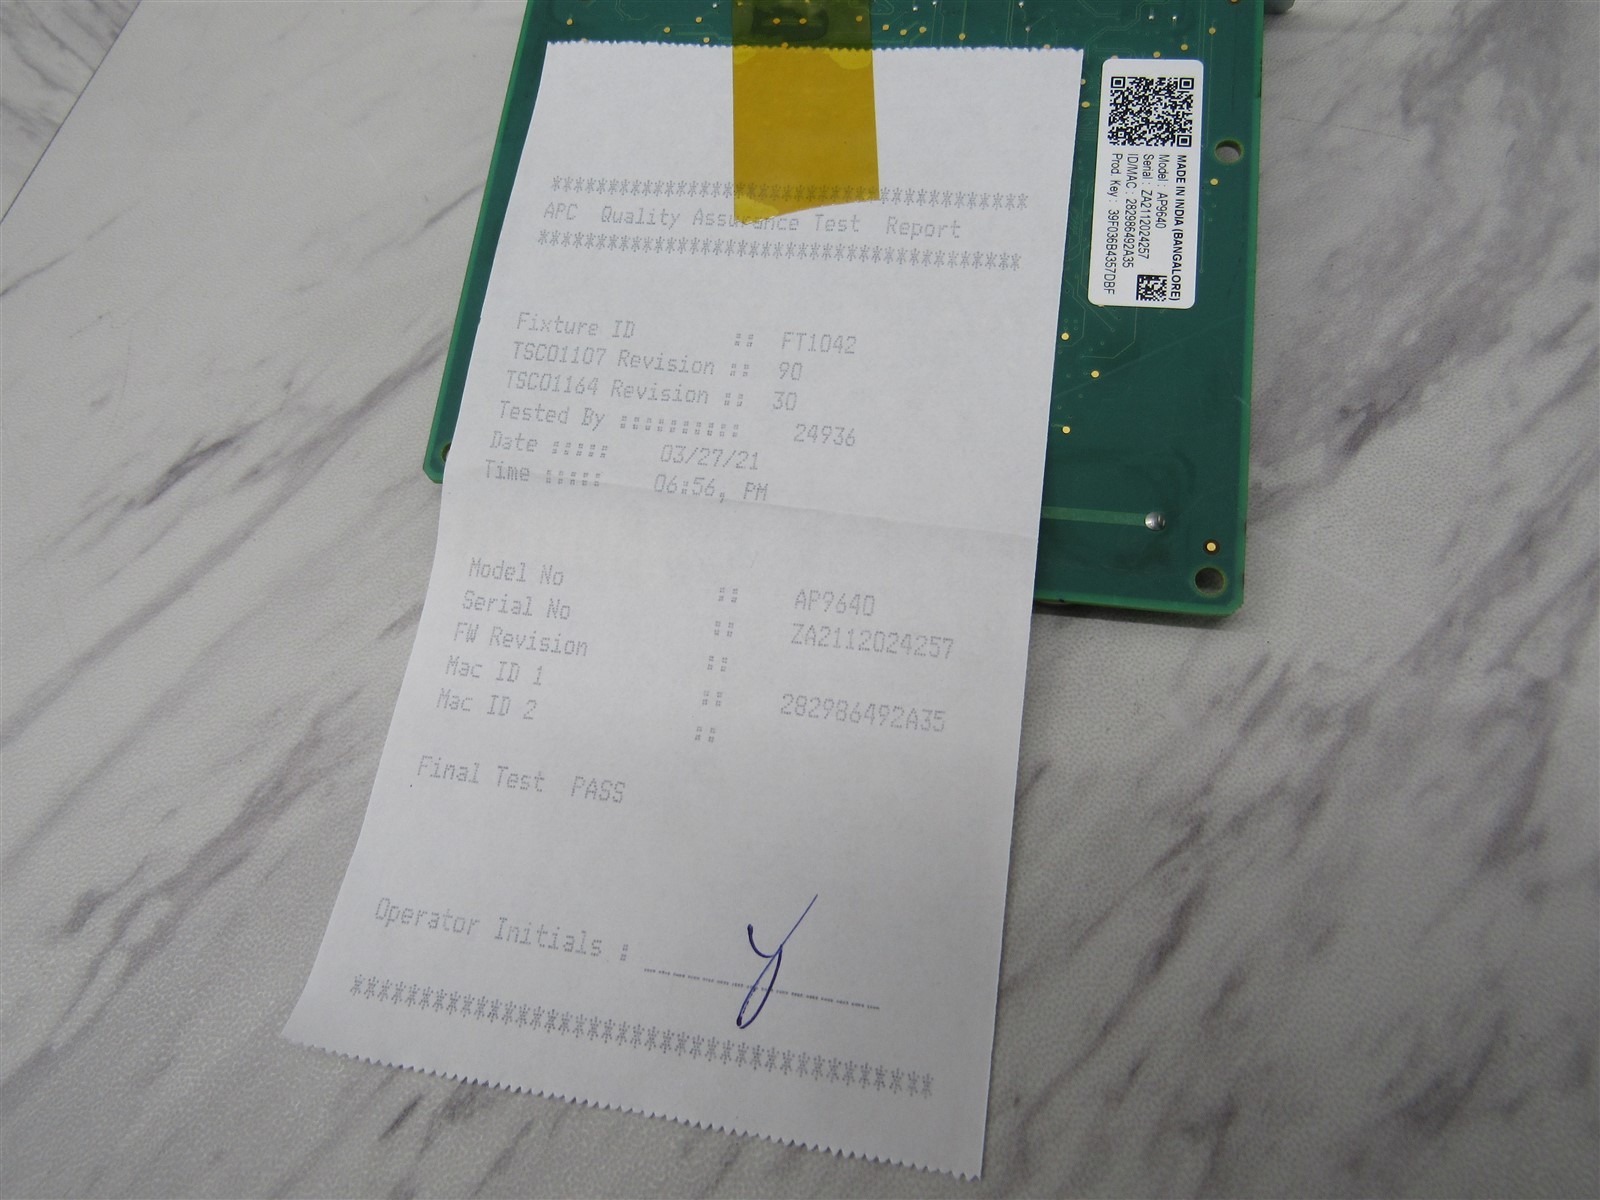 ****************************************
APC Quality Assurance Test Report
****************************************
Fixture ID :: FT1042
TSC01107 Revision :: 90
TSC01164 Revision :: 30
Tested By :::::::::: 24936
Date ::::: 03/27/21
Time ::::: 06:56, PM
Model No :: AP9640
Serial No :: ZA2112024257
FW Revision ::
Mac ID 1 :: 282986492A35
Mac ID 2 ::
Final Test PASS
Operator Initials :
****************************************
MADE IN INDIA (BANGALORE)
Model : AP9640
Serial : ZA2112024257
ID/MAC : 282986492A35
Prod. Key : 39F036B4357DBF